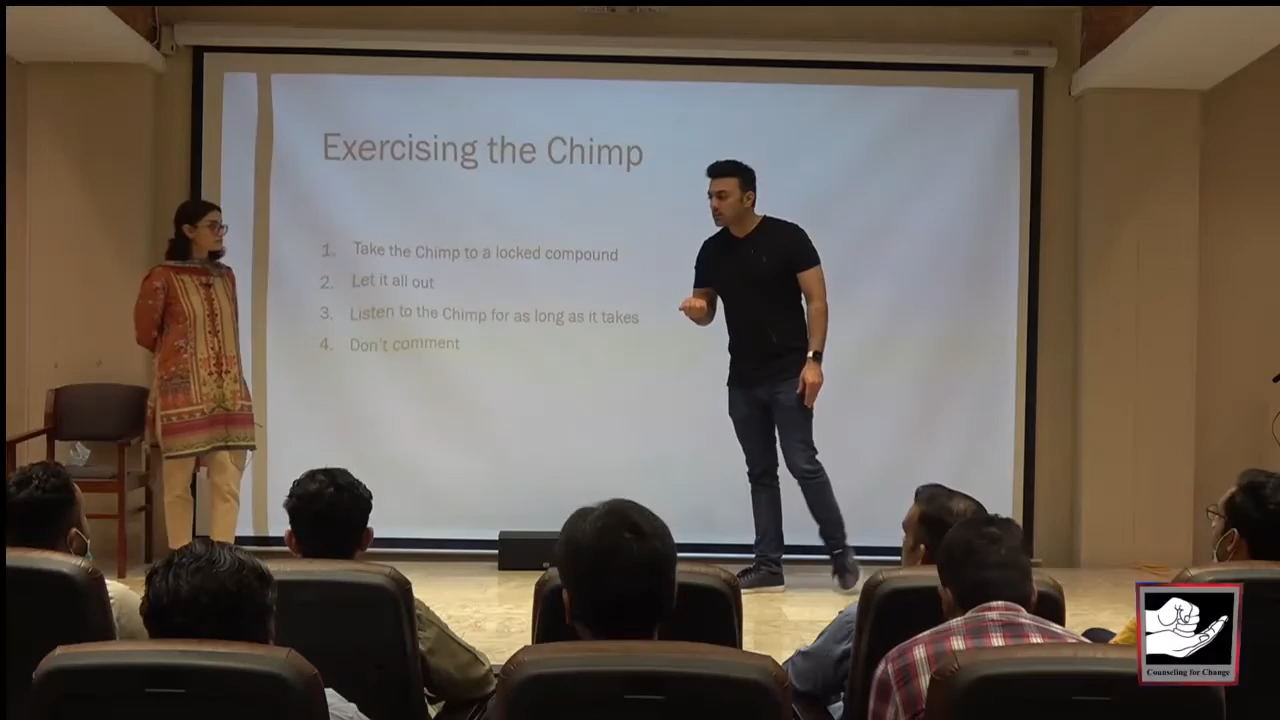 Exercising the Chimp
1. Take the Chimp to a locked compound
2. Let it all out
3. Listen to the Chimp for as long as it takes
4. Don't comment
Counseling for Change